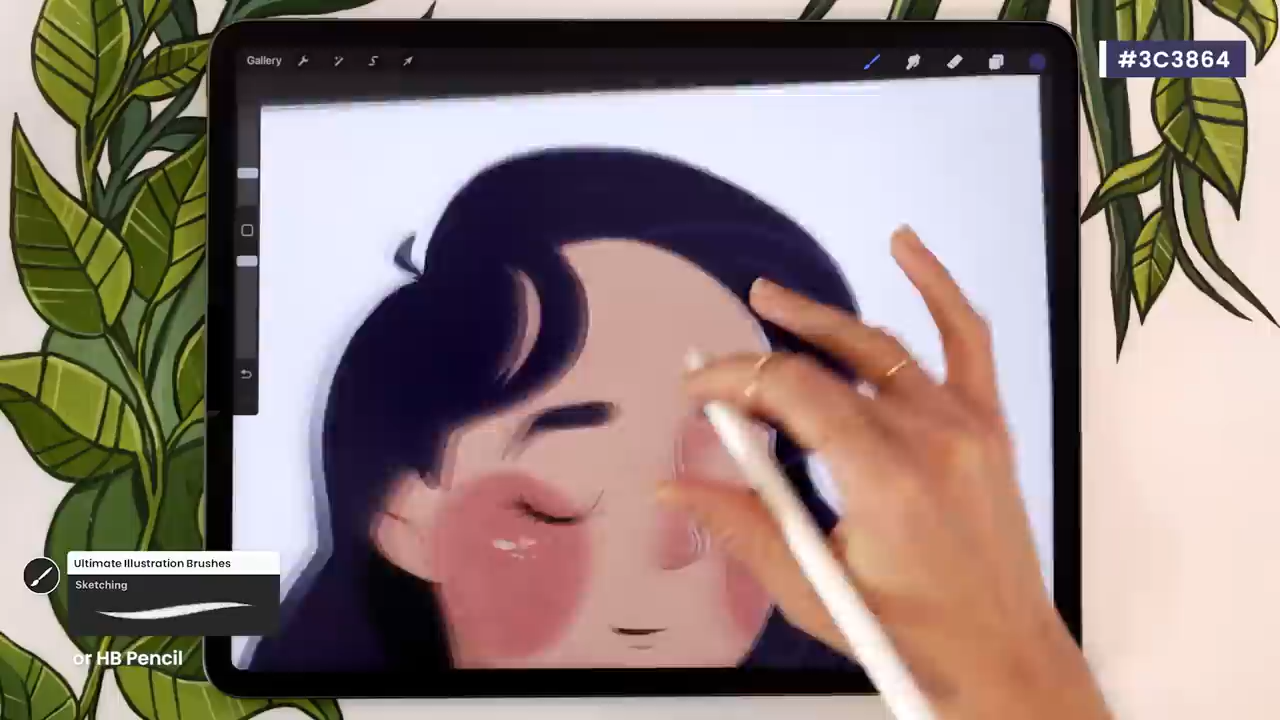 Gallery
#3C3864
Ultimate Illustration Brushes
Sketching
or HB Pencil